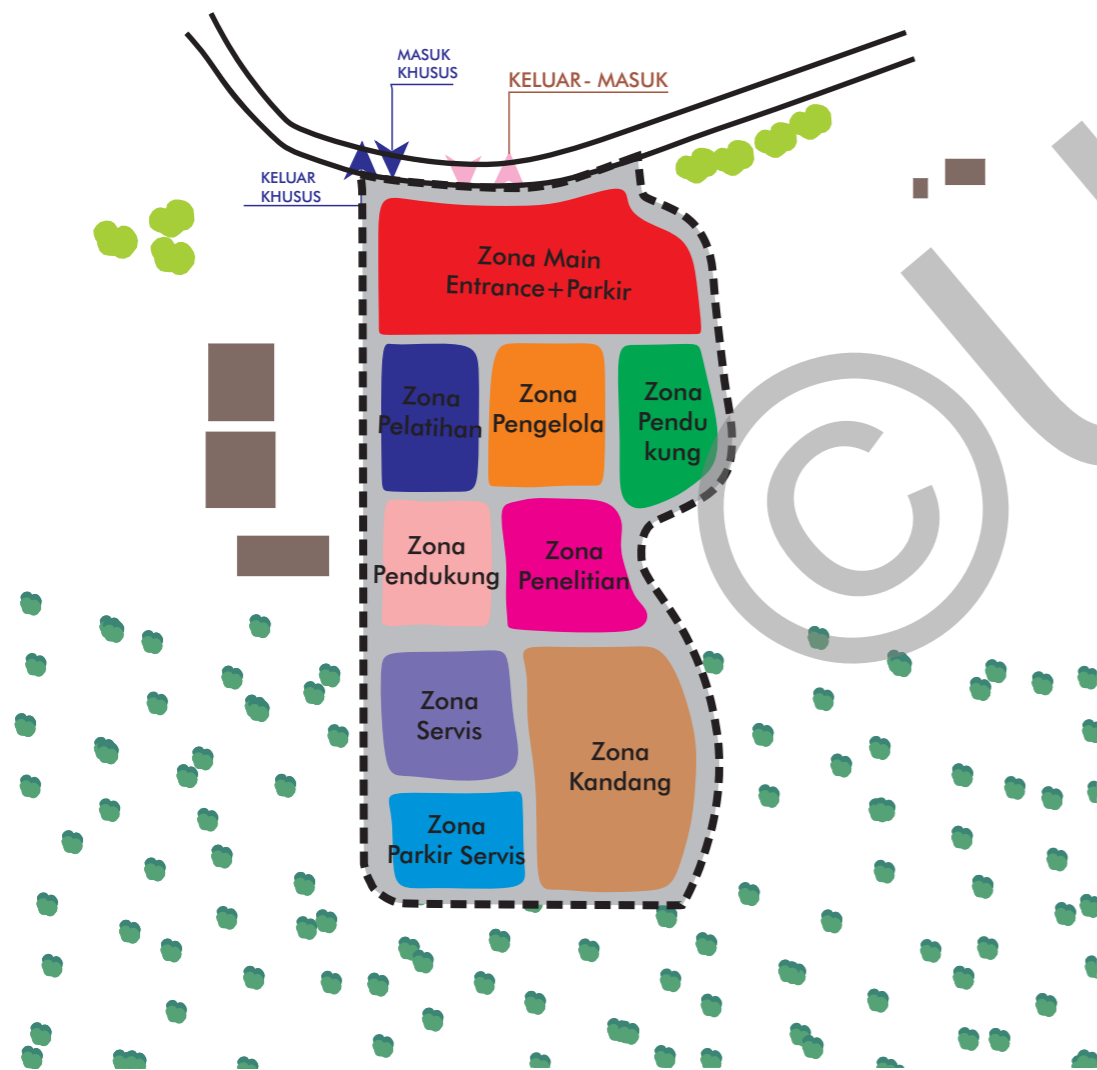 MASUK
KHUSUS
KELUAR - MASUK
KELUAR
KHUSUS
Zona Main
Entrance+Parkir
Zona
Pelatihan
Zona
Pengelola
Zona
Pendu
kung
Zona
Pendukung
Zona
Penelitian
Zona
Servis
Zona
Kandang
Zona
Parkir Servis
©